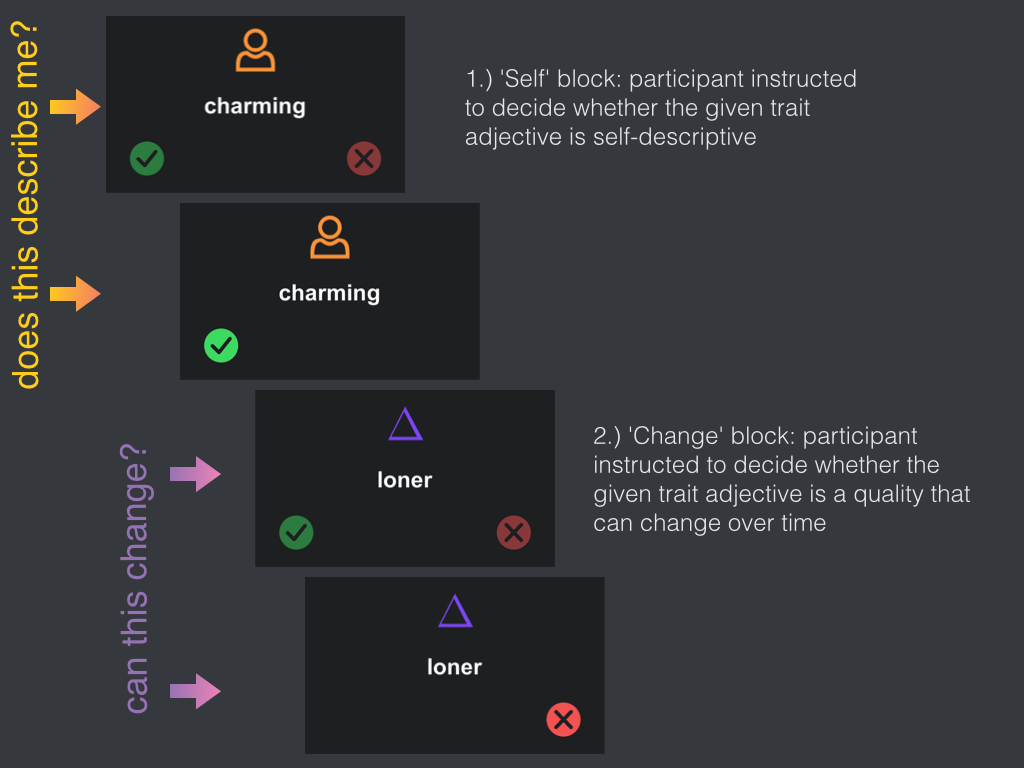 does this describe me?
charming
1.) 'Self' block: participant instructed
to decide whether the given trait
adjective is self-descriptive
charming
can this change?
loner
2.) 'Change' block: participant
instructed to decide whether the
given trait adjective is a quality that
can change over time
loner